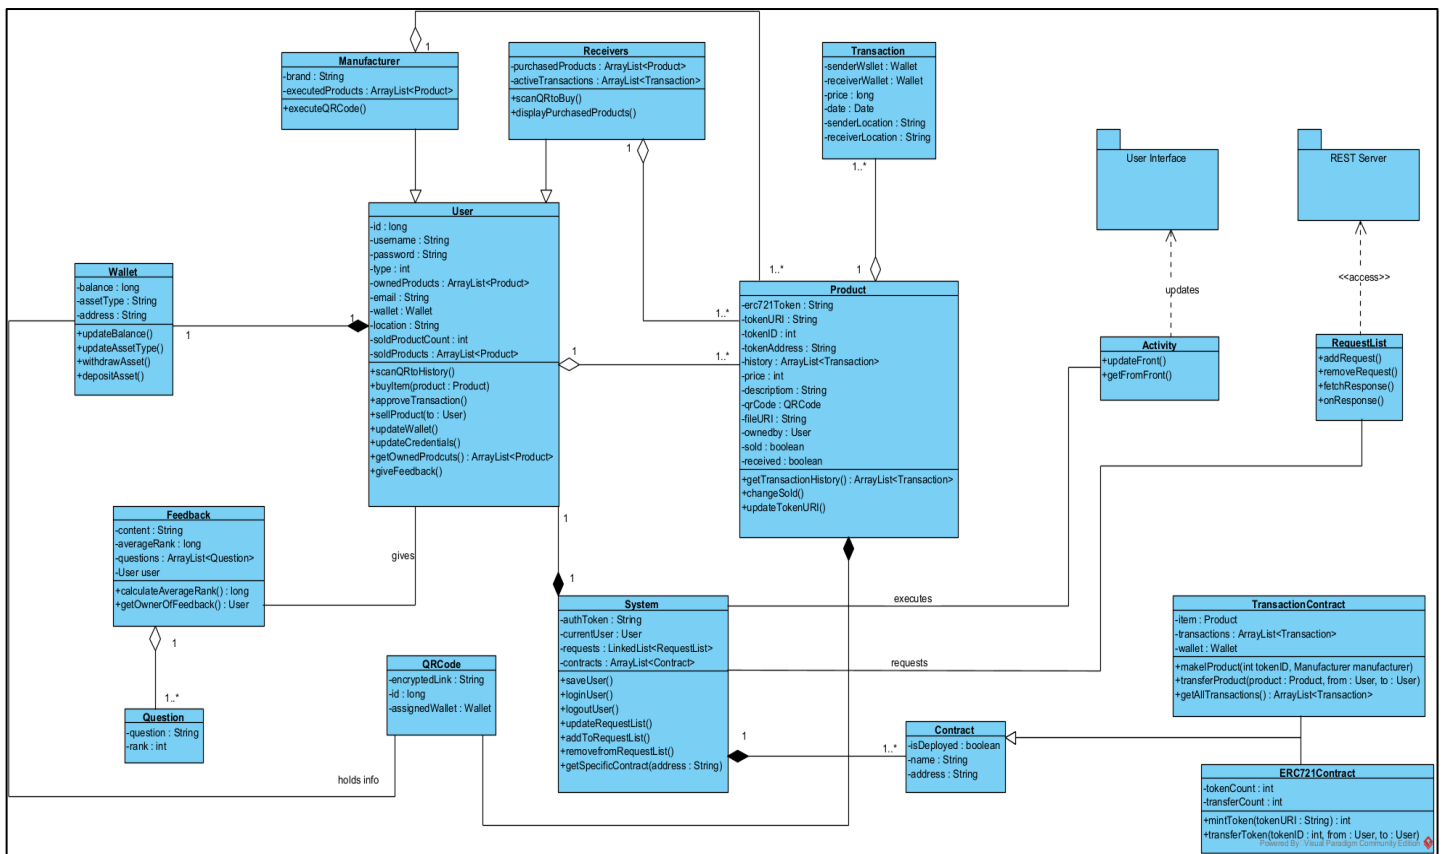 1
Manufacturer
-brand : String
-executedProducts : ArrayList<Product>
+executeQRCode()
Receivers
-purchasedProducts : ArrayList<Product>
-activeTransactions : ArrayList<Transaction>
+scanQRtoBuy()
+displayPurchasedProducts()
1
Transaction
-senderWsllet : Wallet
-receiverWallet : Wallet
-price : long
-date : Date
-senderLocation : String
-receiverLocation : String
1..*
1
User Interface
REST Server
<<access>>
updates
User
-id : long
-username : String
-password : String
-type : int
-ownedProducts : ArrayList<Product>
-email : String
-wallet : Wallet
-location : String
-soldProductCount : int
-soldProducts : ArrayList<Product>
+scanQRtoHistory()
+buyItem(product : Product)
+approveTransaction()
+sellProduct(to : User)
+updateWallet()
+updateCredentials()
+getOwnedProdcuts() : ArrayList<Product>
+giveFeedback()
Wallet
-balance : long
-assetType : String
-address : String
+updateBalance()
+updateAssetType()
+withdrawAsset()
+depositAsset()
1
1
1
1..*
1..*
1..*
Product
-erc721Token : String
-tokenURI : String
-tokenID : int
-tokenAddress : String
-history : ArrayList<Transaction>
-price : int
-descriptiom : String
-qrCode : QRCode
-fileURI : String
-ownedby : User
-sold : boolean
-received : boolean
+getTransactionHistory() : ArrayList<Transaction>
+changeSold()
+updateTokenURI()
Activity
+updateFront()
+getFromFront()
RequestList
+addRequest()
+removeRequest()
+fetchResponse()
+onResponse()
Feedback
-content : String
-averageRank : long
-questions : ArrayList<Question>
-User user
+calculateAverageRank() : long
+getOwnerOfFeedback() : User
gives
1
1
1
1..*
Question
-question : String
-rank : int
QRCode
-encryptedLink : String
-id : long
-assignedWallet : Wallet
holds info
System
-authToken : String
-currentUser : User
-requests : LinkedList<RequestList>
-contracts : ArrayList<Contract>
+saveUser()
+loginUser()
+logoutUser()
+updateRequestList()
+addToRequestList()
+removefromRequestList()
+getSpecificContract(address : String)
executes
requests
1
1..*
Contract
-isDeployed : boolean
-name : String
-address : String
TransactionContract
-item : Product
-transactions : ArrayList<Transaction>
-wallet : Wallet
+makelProduct(int tokenID, Manufacturer manufacturer)
+transferProduct(product : Product, from : User, to : User)
+getAllTransactions() : ArrayList<Transaction>
ERC721Contract
-tokenCount : int
-transferCount : int
+mintToken(tokenURI : String) : int
+transferToken(tokenID : int, from : User, to : User)
Powered By Visual Paradigm Community Edition